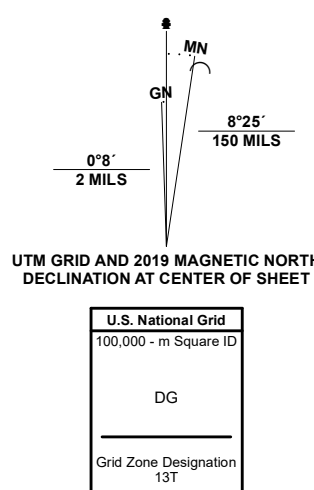 MN
GN
8°25´
150 MILS
0°8´
2 MILS
UTM GRID AND 2019 MAGNETIC NORTH
DECLINATION AT CENTER OF SHEET
U.S. National Grid
100,000 - m Square ID
DG
Grid Zone Designation
13T